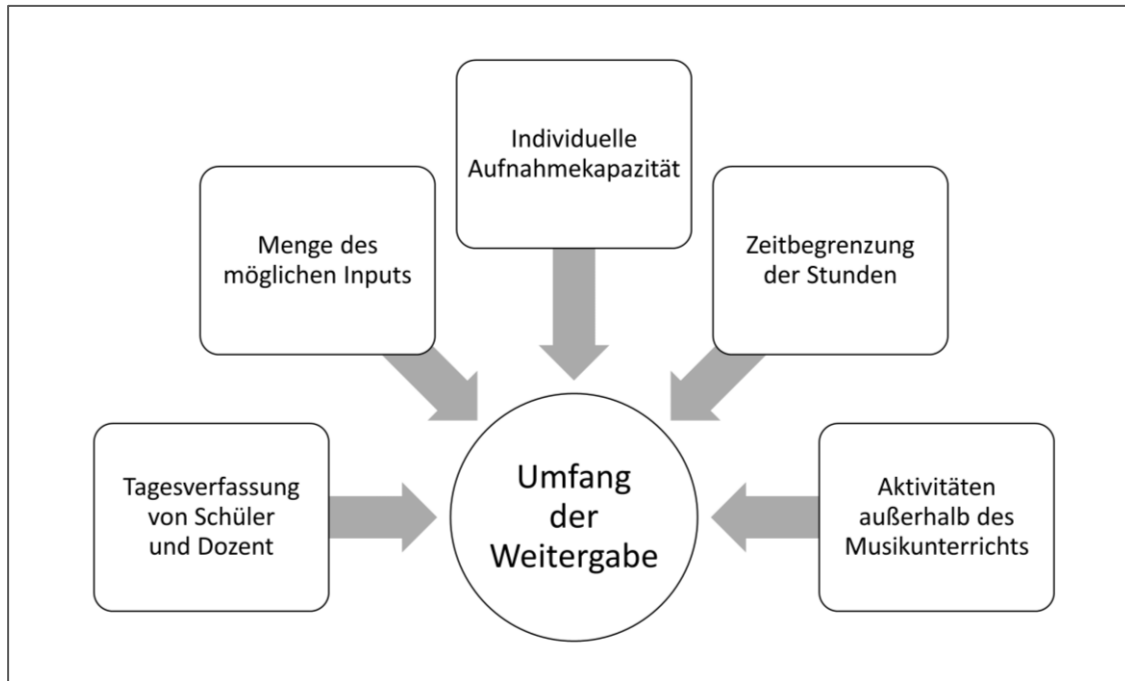 Individuelle
Aufnahmekapazität
Menge des
möglichen Inputs
Zeitbegrenzung
der Stunden
Tagesverfassung
von Schüler
und Dozent
Umfang
der
Weitergabe
Aktivitäten
außerhalb des
Musikunterrichts